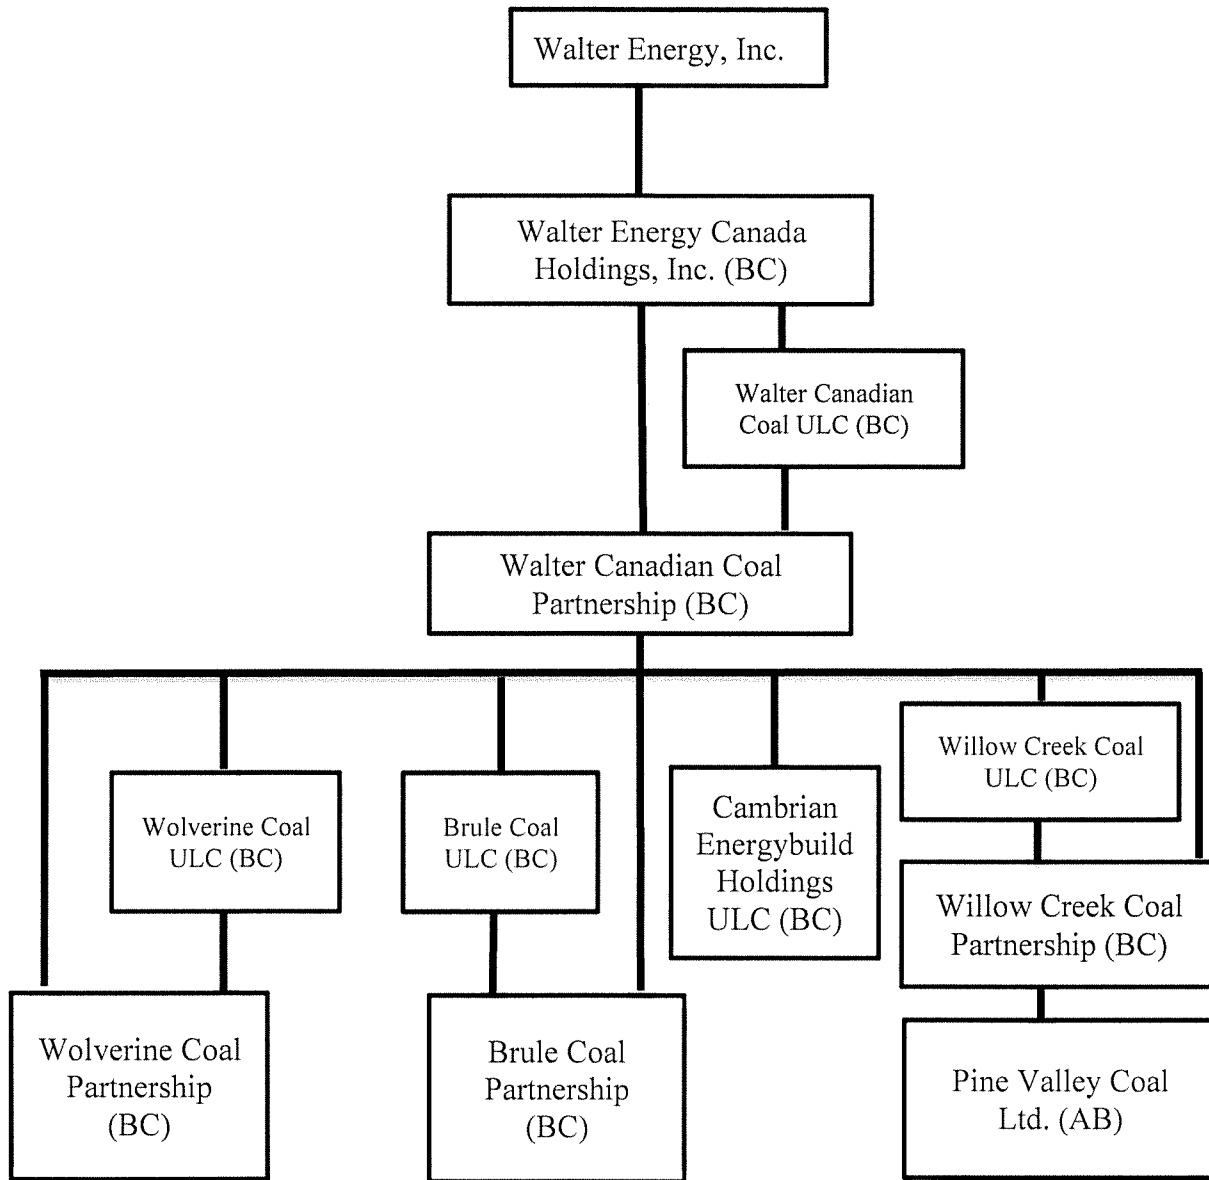 Walter Energy, Inc.
Walter Energy Canada
Holdings, Inc. (BC)
Walter Canadian
Coal ULC (BC)
Walter Canadian Coal
Partnership (BC)
Wolverine Coal
ULC (BC)
Brule Coal
ULC (BC)
Cambrian
Energybuild
Holdings
ULC (BC)
Willow Creek Coal
ULC (BC)
Willow Creek Coal
Partnership (BC)
Wolverine Coal
Partnership
(BC)
Brule Coal
Partnership
(BC)
Pine Valley Coal
Ltd. (AB)